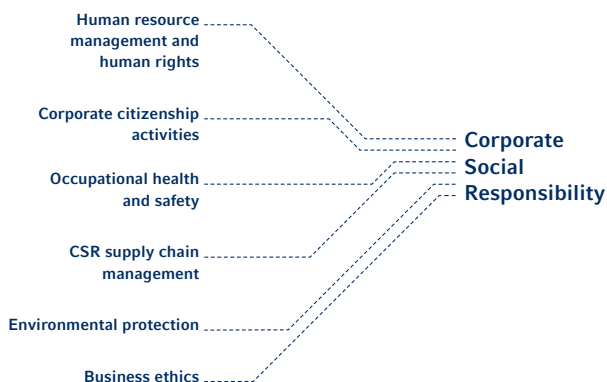 Human resource
management and
human rights
Corporate citizenship
activities
Occupational health
and safety
CSR supply chain
management
Environmental protection
Business ethics
Corporate
Social
Responsibility